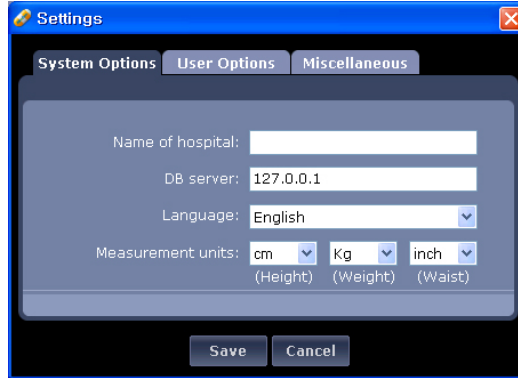 Settings
System Options User Options Miscellaneous
Name of hospital:
DB server: 127.0.0.1
Language: English
Measurement units: cm Kg inch
(Height) (Weight) (Waist)
Save Cancel